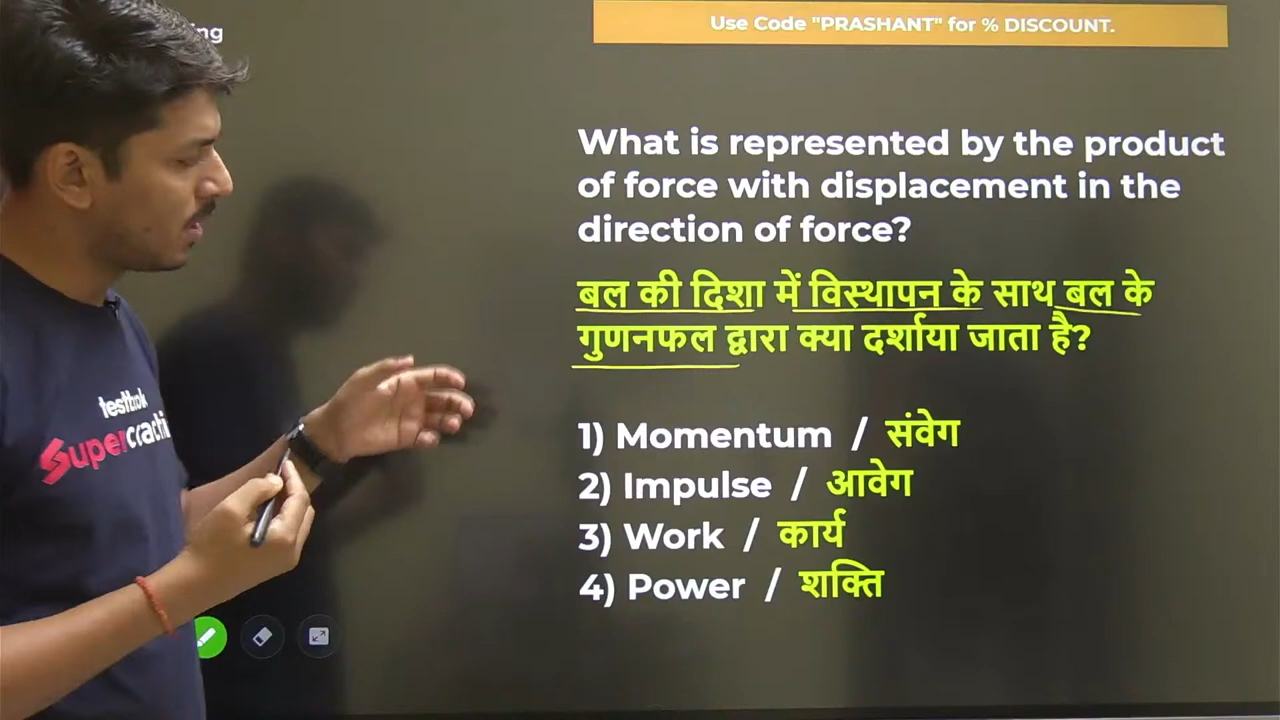 Use Code "PRASHANT" for % DISCOUNT.
What is represented by the product
of force with displacement in the
direction of force?
बल की दिशा में विस्थापन के साथ बल के
गुणनफल द्वारा क्या दर्शाया जाता है?
1) Momentum / संवेग
2) Impulse / आवेग
3) Work / कार्य
4) Power / शक्ति
testbook